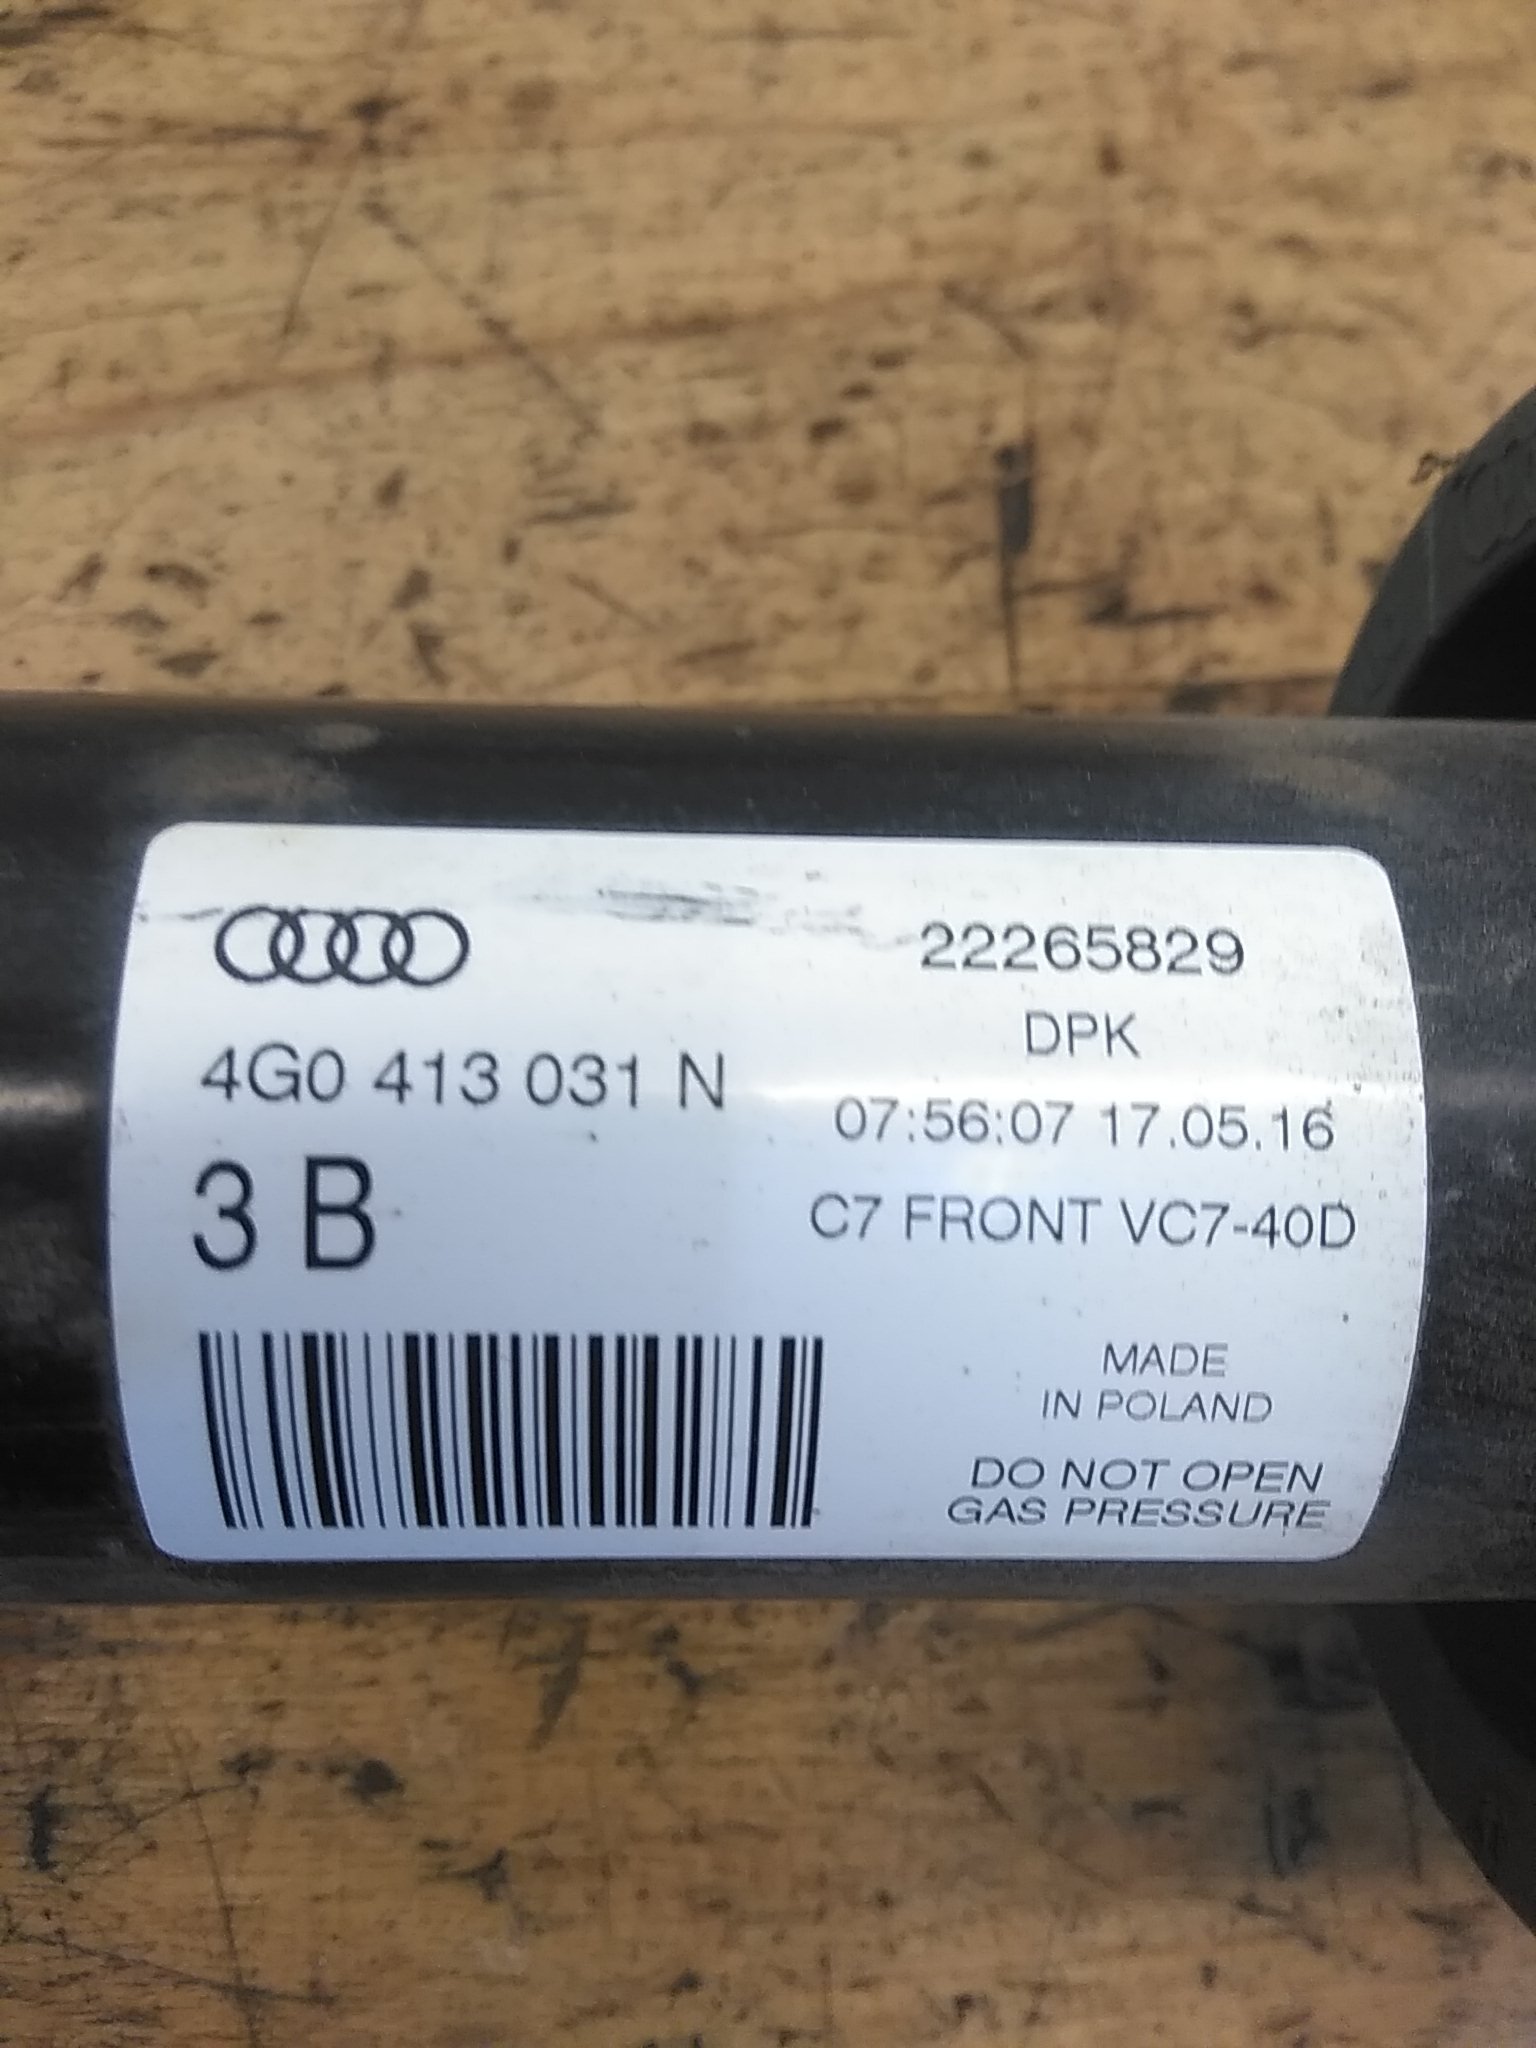 4G0 413 031 N
3 B
22265829
DPK
07:56:07 17.05.16
C7 FRONT VC7-40D
MADE
IN POLAND
DO NOT OPEN
GAS PRESSURE